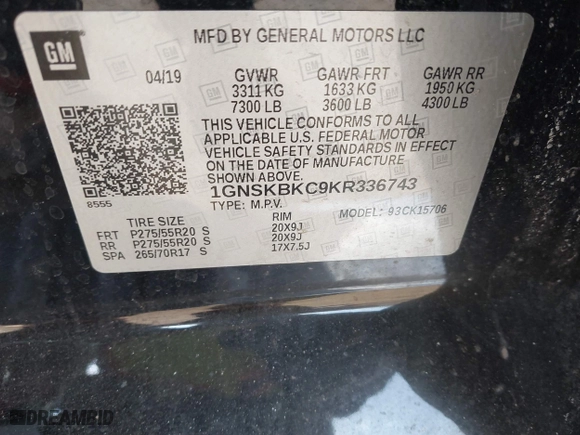 GM
MFD BY GENERAL MOTORS LLC
04/19 GVWR GAWR FRT GAWR RR
3311 KG 1633 KG 1950 KG
7300 LB 3600 LB 4300 LB
THIS VEHICLE CONFORMS TO ALL
APPLICABLE U.S. FEDERAL MOTOR
VEHICLE SAFETY STANDARDS IN EFFECT
ON THE DATE OF MANUFACTURE
SHOWN ABOVE.
1GNSKBKC9KR336743
8555 TYPE: M.P.V. MODEL: 93CK15706
TIRE SIZE RIM
FRT P275/55R20 S 20X9J
RR P275/55R20 S 20X9J
SPA 265/70R17 S 17X7.5J
DREAMBID